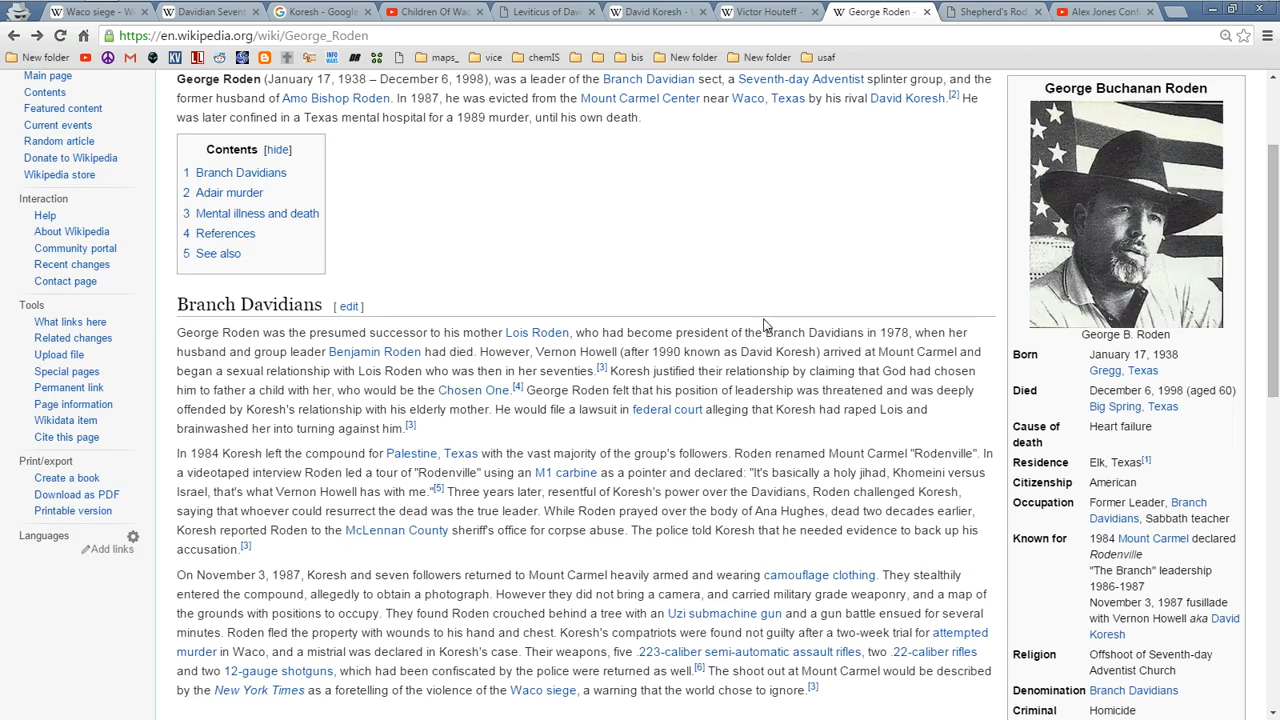 Waco siege - Wi
Davidian Sevent
Koresh - Google
Children Of Wac
Leviticus of Dav
David Koresh - 
Victor Houteff -
George Roden -
Shepherd's Rod
Alex Jones Conf
https://en.wikipedia.org/wiki/George_Roden
New folder
maps_
vice
chemIS
bis
New folder
New folder
usaf
Main page
Contents
Featured content
Current events
Random article
Donate to Wikipedia
Wikipedia store
Interaction
Help
About Wikipedia
Community portal
Recent changes
Contact page
Tools
What links here
Related changes
Upload file
Special pages
Permanent link
Page information
Wikidata item
Cite this page
Print/export
Create a book
Download as PDF
Printable version
Languages
Add links
George Roden (January 17, 1938 – December 6, 1998), was a leader of the Branch Davidian sect, a Seventh-day Adventist splinter group, and the
former husband of Amo Bishop Roden. In 1987, he was evicted from the Mount Carmel Center near Waco, Texas by his rival David Koresh.[2] He
was later confined in a Texas mental hospital for a 1989 murder, until his own death.
Contents [hide]
1 Branch Davidians
2 Adair murder
3 Mental illness and death
4 References
5 See also
Branch Davidians [ edit ]
George Roden was the presumed successor to his mother Lois Roden, who had become president of the Branch Davidians in 1978, when her
husband and group leader Benjamin Roden had died. However, Vernon Howell (after 1990 known as David Koresh) arrived at Mount Carmel and
began a sexual relationship with Lois Roden who was then in her seventies.[3] Koresh justified their relationship by claiming that God had chosen
him to father a child with her, who would be the Chosen One.[4] George Roden felt that his position of leadership was threatened and was deeply
offended by Koresh's relationship with his elderly mother. He would file a lawsuit in federal court alleging that Koresh had raped Lois and
brainwashed her into turning against him.[3]
In 1984 Koresh left the compound for Palestine, Texas with the vast majority of the group's followers. Roden renamed Mount Carmel "Rodenville". In
a videotaped interview Roden led a tour of "Rodenville" using an M1 carbine as a pointer and declared: "It's basically a holy jihad, Khomeini versus
Israel, that's what Vernon Howell has with me."[5] Three years later, resentful of Koresh's power over the Davidians, Roden challenged Koresh,
saying that whoever could resurrect the dead was the true leader. While Roden prayed over the body of Ana Hughes, dead two decades earlier,
Koresh reported Roden to the McLennan County sheriff's office for corpse abuse. The police told Koresh that he needed evidence to back up his
accusation.[3]
On November 3, 1987, Koresh and seven followers returned to Mount Carmel heavily armed and wearing camouflage clothing. They stealthily
entered the compound, allegedly to obtain a photograph. However they did not bring a camera, and carried military grade weaponry, and a map of
the grounds with positions to occupy. They found Roden crouched behind a tree with an Uzi submachine gun and a gun battle ensued for several
minutes. Roden fled the property with wounds to his hand and chest. Koresh's compatriots were found not guilty after a two-week trial for attempted
murder in Waco, and a mistrial was declared in Koresh's case. Their weapons, five .223-caliber semi-automatic assault rifles, two .22-caliber rifles
and two 12-gauge shotguns, which had been confiscated by the police were returned as well.[6] The shoot out at Mount Carmel would be described
by the New York Times as a foretelling of the violence of the Waco siege, a warning that the world chose to ignore.[3]
George Buchanan Roden
George B. Roden
Born January 17, 1938
Gregg, Texas
Died December 6, 1998 (aged 60)
Big Spring, Texas
Cause of Heart failure
death
Residence Elk, Texas[1]
Citizenship American
Occupation Former Leader, Branch
Davidians, Sabbath teacher
Known for 1984 Mount Carmel declared
Rodenville
"The Branch" leadership
1986-1987
November 3, 1987 fusillade
with Vernon Howell aka David
Koresh
Religion Offshoot of Seventh-day
Adventist Church
Denomination Branch Davidians
Criminal Homicide